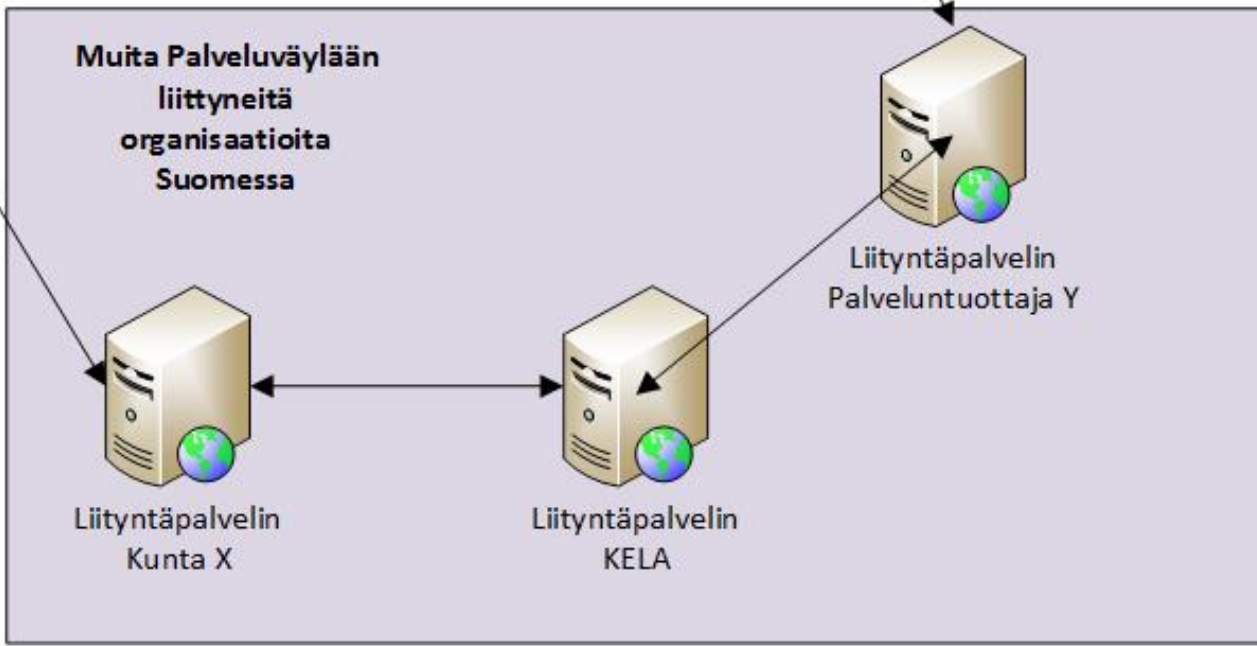 Muita Palveluväylään
liittyneitä
organisaatioita
Suomessa
Liityntäpalvelin
Palveluntuottaja Y
Liityntäpalvelin
Kunta X
Liityntäpalvelin
KELA